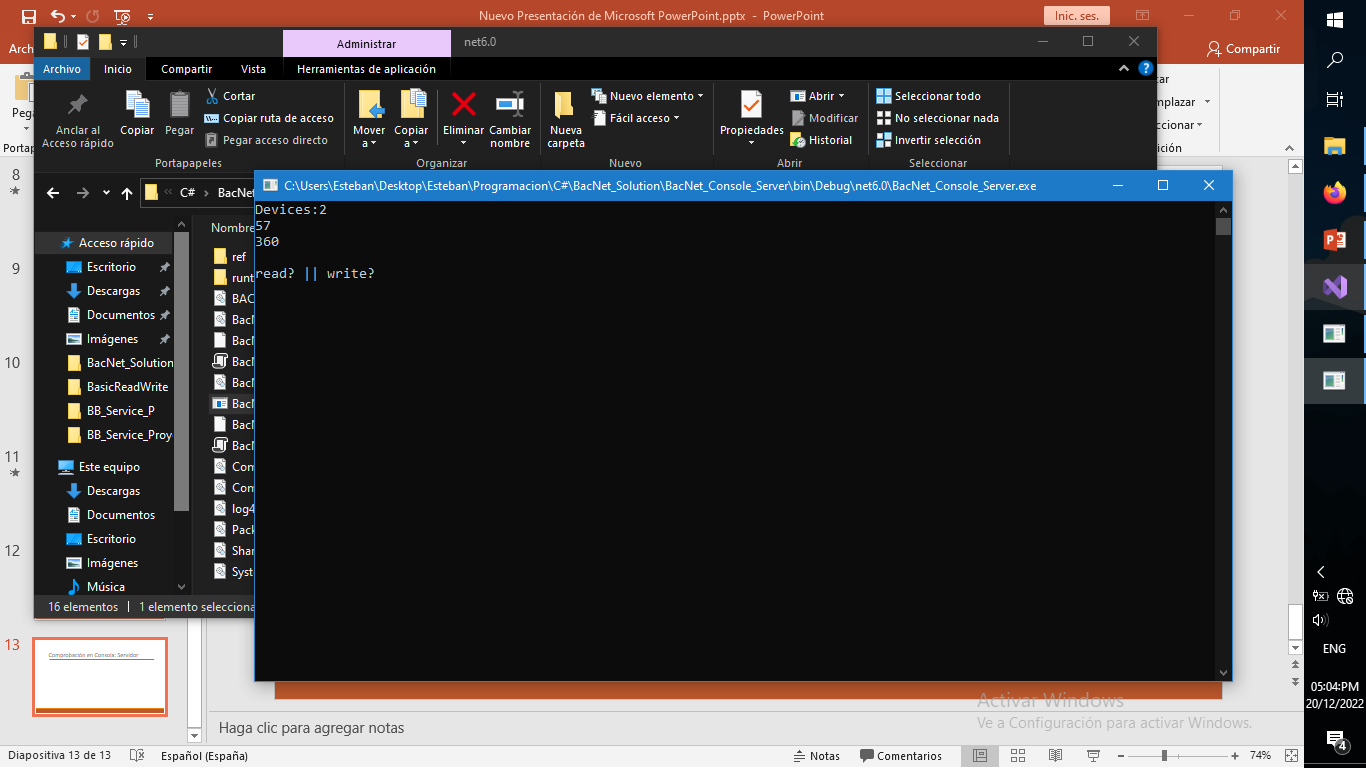 Nuevo Presentación de Microsoft PowerPoint.pptx - PowerPoint
Inic. ses.
Compartir
Administrar
net6.0
Archivo
Inicio
Compartir
Vista
Herramientas de aplicación
Anclar al
Acceso rápido
Copiar
Pegar
Cortar
Copiar ruta de acceso
Pegar acceso directo
Portapapeles
Mover
a
Copiar
a
Eliminar
Cambiar
nombre
Organizar
Nueva
carpeta
Nuevo elemento
Fácil acceso
Nuevo
Propiedades
Abrir
Modificar
Historial
Abrir
Seleccionar todo
No seleccionar nada
Invertir selección
Seleccionar
C#
C:\Users\Esteban\Desktop\Esteban\Programacion\C#\BacNet_Solution\BacNet_Console_Server\bin\Debug\net6.0\BacNet_Console_Server.exe
Devices:2
57
360
read? || write?
Acceso rápido
Escritorio
Descargas
Documentos
Imágenes
BacNet_Solution
BasicReadWrite
BB_Service_P
BB_Service_Proy
Este equipo
Descargas
Documentos
Escritorio
Imágenes
Música
Nombre
ref
16 elementos
1 elemento selecciona
8
9
10
11
12
13
Comprobación en Consola: Servidor
Haga clic para agregar notas
Activar Windows
Ve a Configuración para activar Windows.
Diapositiva 13 de 13
Español (España)
Notas
Comentarios
74%
ENG
05:04:PM
20/12/2022
4